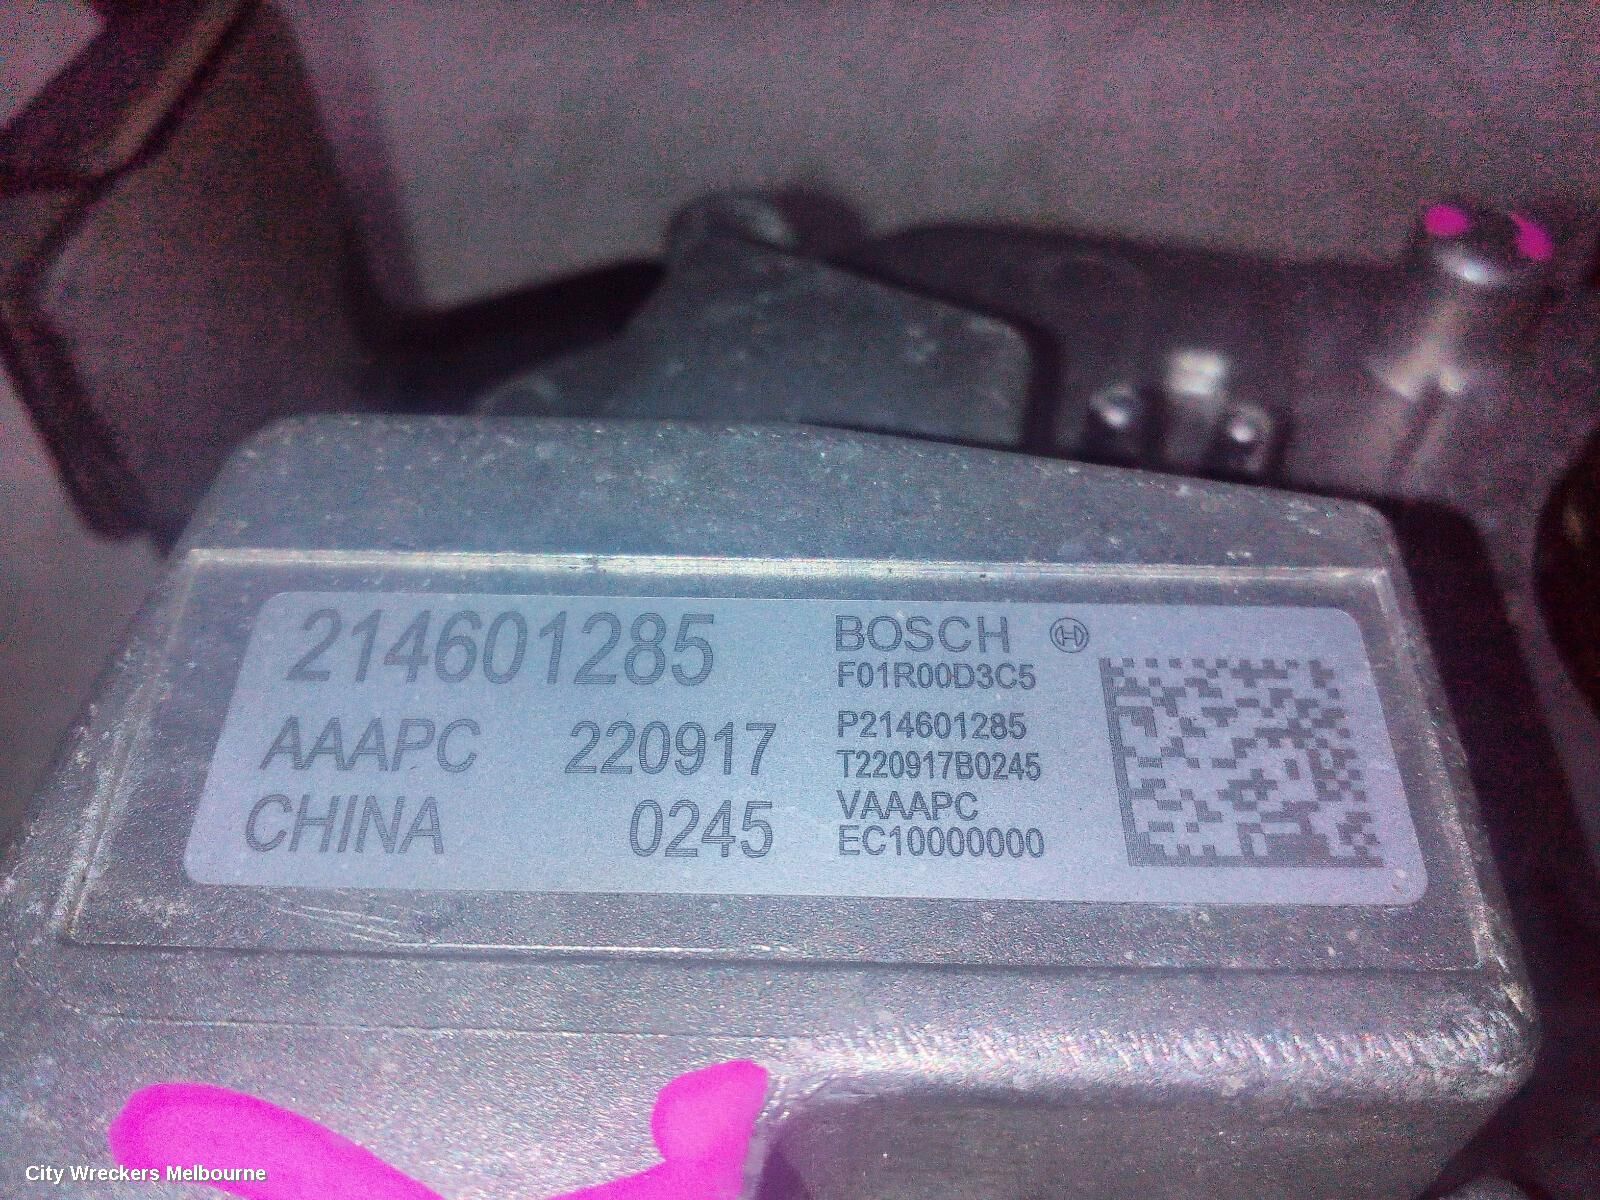 214601285
AAAPC 220917
CHINA 0245
BOSCH
F01R00D3C5
P214601285
T220917B0245
VAAAPC
EC10000000
City Wreckers Melbourne